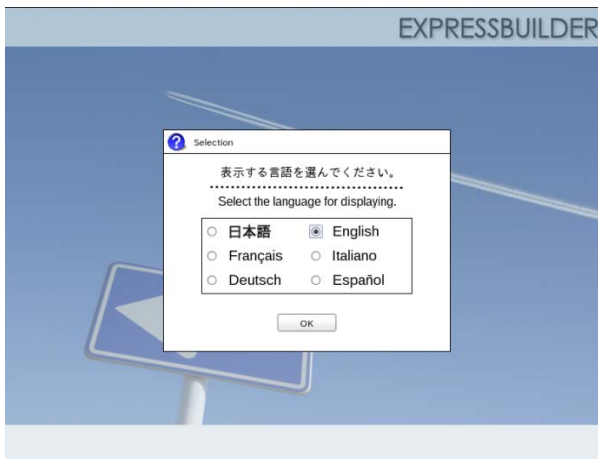 EXPRESSBUILDER
Selection
表示する言語を選んでください。
Select the language for displaying.
日本語 English
Français Italiano
Deutsch Español
OK